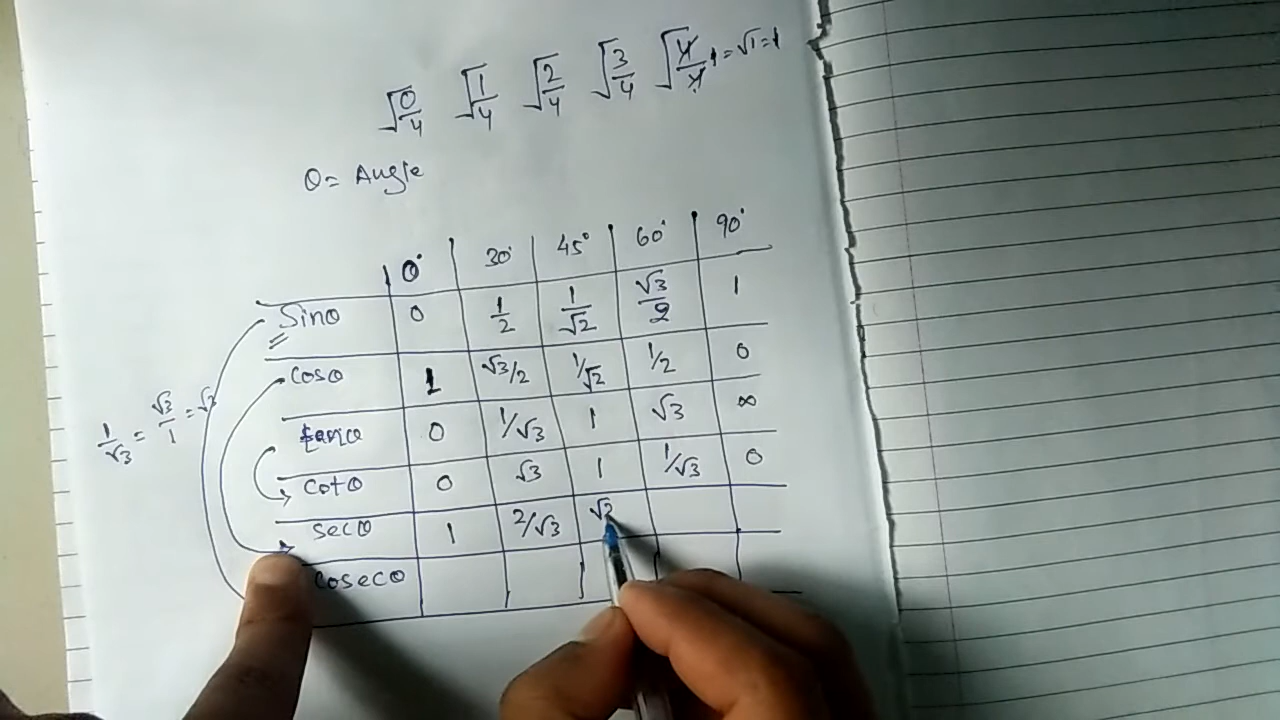 √0/4 √1/4 √2/4 √3/4 √4/4 1 = √1 = 1
θ = Angle
0° 30° 45° 60° 90°
Sinθ 0 1/2 1/√2 √3/2 1
cosθ 1 √3/2 1/√2 1/2 0
tanθ 0 1/√3 1 √3 ∞
1/√3 = √3/1 =
cotθ 0 √3 1 1/√3 0
secθ 1 2/√3 √2
cosecθ